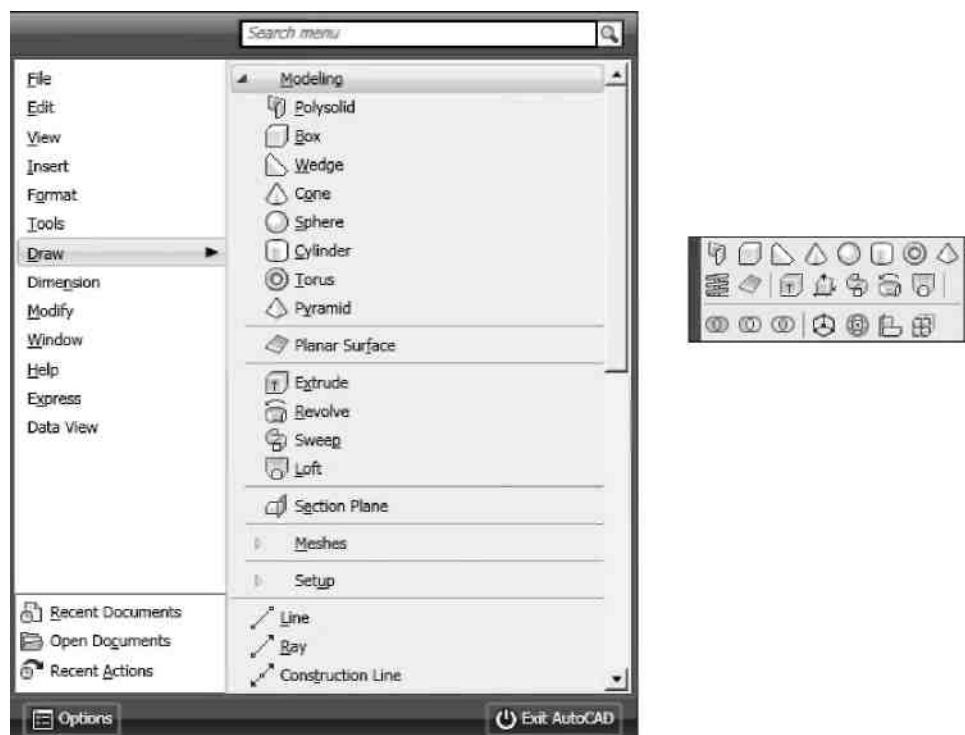 Search menu
File
Edit
View
Insert
Format
Tools
Draw
Dimension
Modify
Window
Help
Express
Data View
Recent Documents
Open Documents
Recent Actions
Modeling
Polysolid
Box
Wedge
Cone
Sphere
Cylinder
Torus
Pyramid
Planar Surface
Extrude
Revolve
Sweep
Loft
Section Plane
Meshes
Setup
Line
Ray
Construction Line
Options
Exit AutoCAD